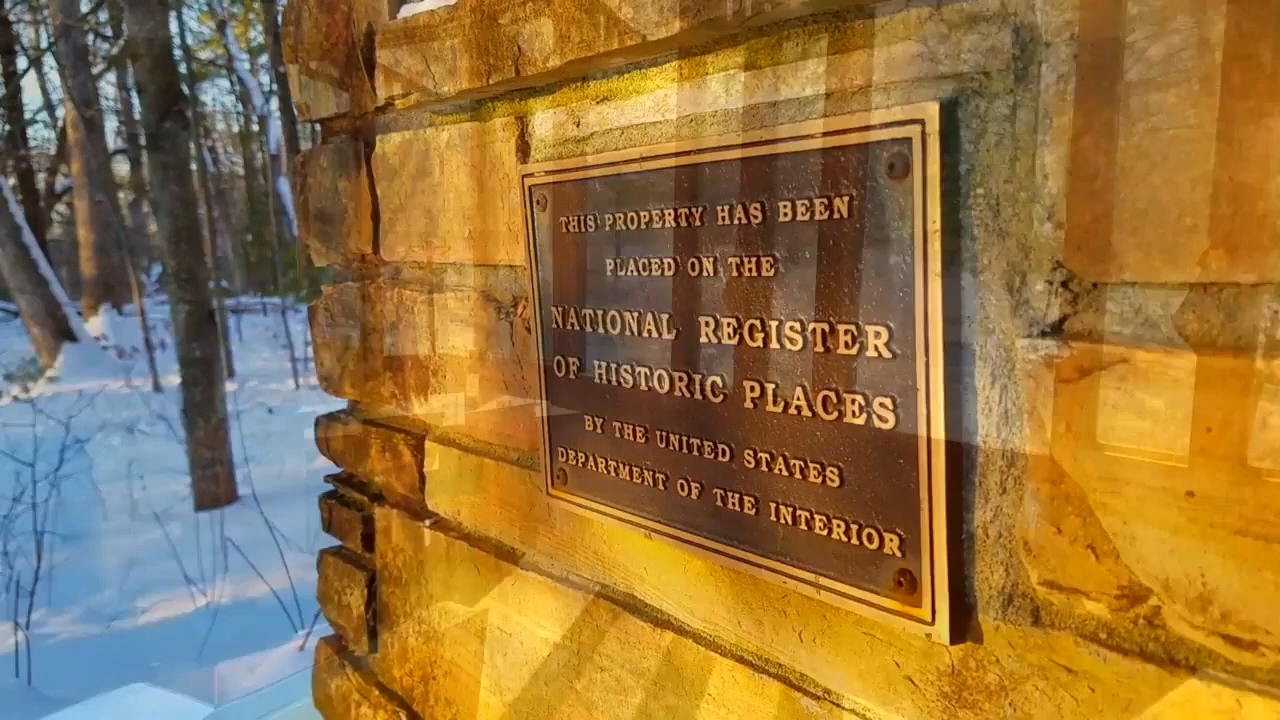 THIS PROPERTY HAS BEEN
PLACED ON THE
NATIONAL REGISTER
OF HISTORIC PLACES
BY THE UNITED STATES
DEPARTMENT OF THE INTERIOR